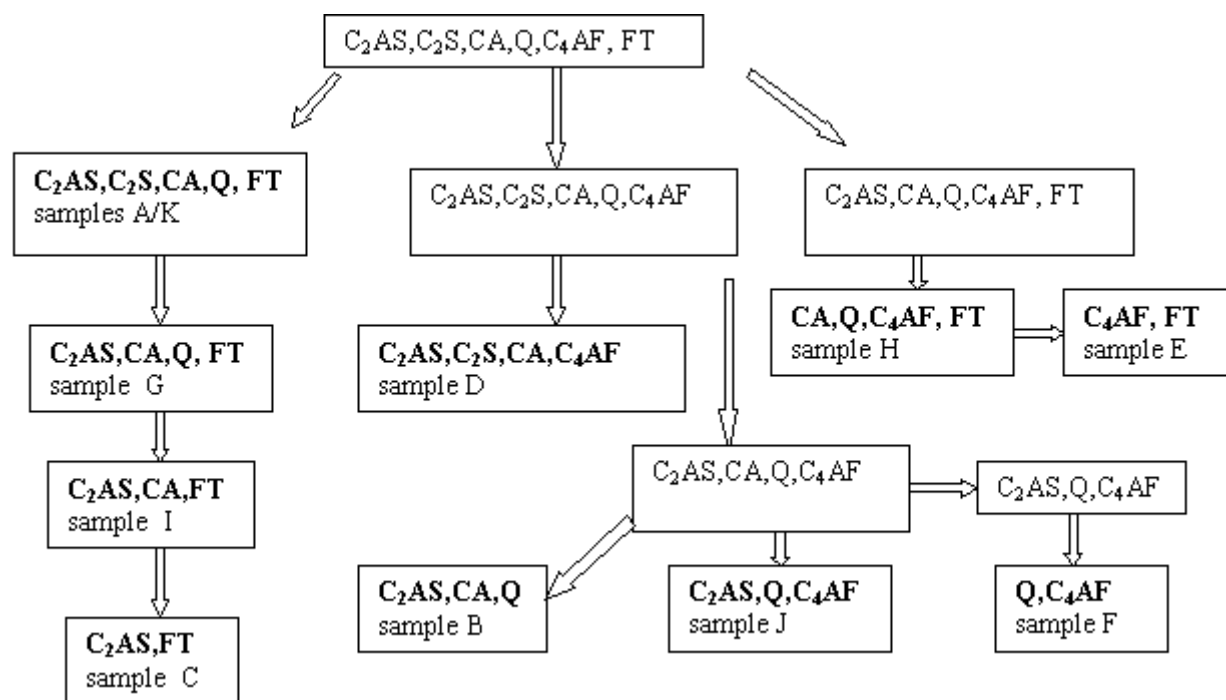 C₂AS,C₂S,CA,Q,C₄AF, FT
C₂AS,C₂S,CA,Q, FT
samples A/K
C₂AS,C₂S,CA,Q,C₄AF
C₂AS,CA,Q,C₄AF, FT
C₂AS,CA,Q, FT
sample G
C₂AS,C₂S,CA,C₄AF
sample D
CA,Q,C₄AF, FT
sample H
C₄AF, FT
sample E
C₂AS,CA,FT
sample I
C₂AS,CA,Q,C₄AF
C₂AS,Q,C₄AF
C₂AS,FT
sample C
C₂AS,CA,Q
sample B
C₂AS,Q,C₄AF
sample J
Q,C₄AF
sample F